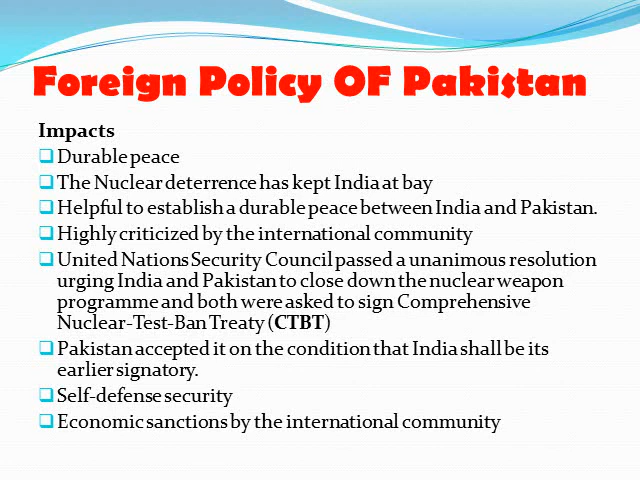 Foreign Policy OF Pakistan
Impacts
Durable peace
The Nuclear deterrence has kept India at bay
Helpful to establish a durable peace between India and Pakistan.
Highly criticized by the international community
United Nations Security Council passed a unanimous resolution
urging India and Pakistan to close down the nuclear weapon
programme and both were asked to sign Comprehensive
Nuclear-Test-Ban Treaty (CTBT)
Pakistan accepted it on the condition that India shall be its
earlier signatory.
Self-defense security
Economic sanctions by the international community